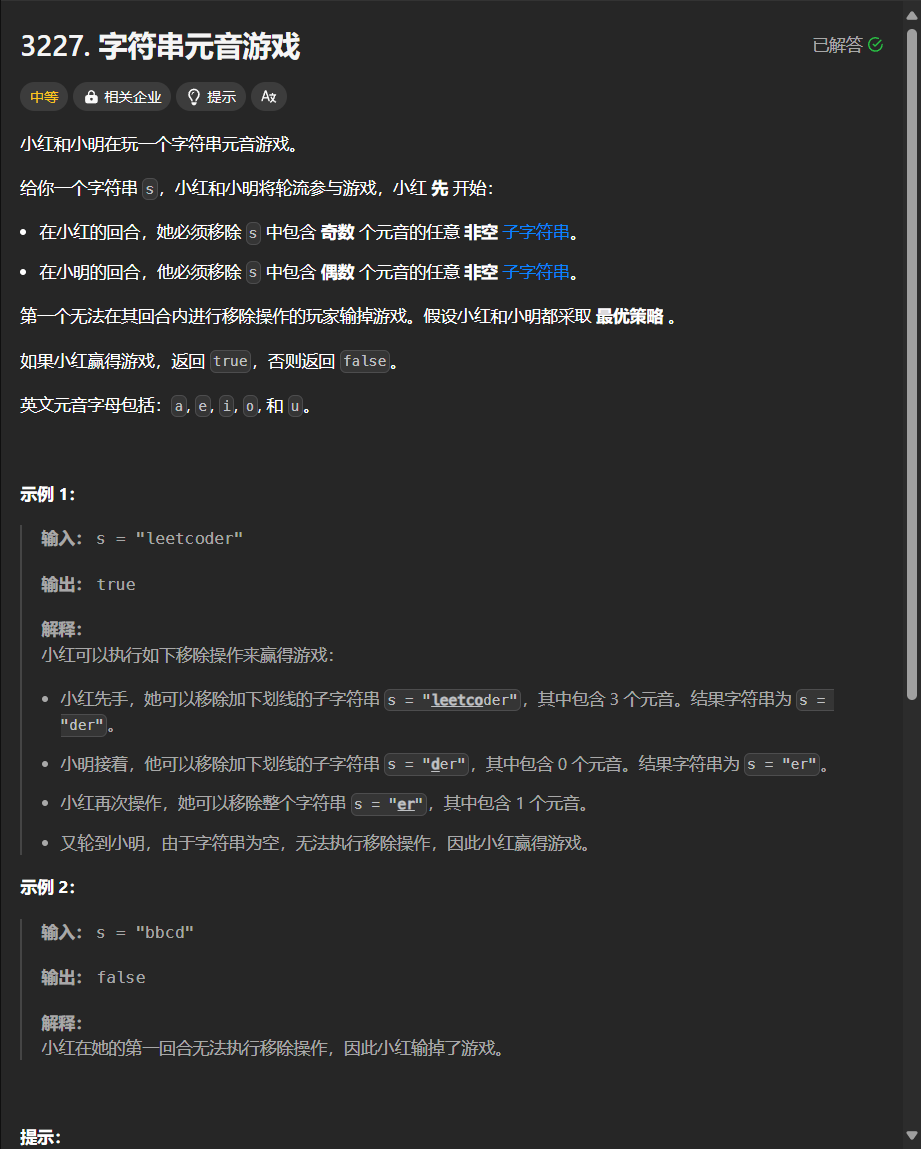 3227. 字符串元音游戏
已解答
中等
相关企业
提示
小红和小明在玩一个字符串元音游戏。
给你一个字符串 s，小红和小明将轮流参与游戏，小红 先 开始：
• 在小红的回合，她必须移除 s 中包含 奇数 个元音的任意 非空 子字符串。
• 在小明的回合，他必须移除 s 中包含 偶数 个元音的任意 非空 子字符串。
第一个无法在其回合内进行移除操作的玩家输掉游戏。假设小红和小明都采取 最优策略 。
如果小红赢得游戏，返回 true，否则返回 false。
英文元音字母包括：a, e, i, o, 和 u。
示例 1：
输入： s = "leetcoder"
输出： true
解释：
小红可以执行如下移除操作来赢得游戏：
• 小红先手，她可以移除加下划线的子字符串 s = "leetcoder"，其中包含 3 个元音。结果字符串为 s =
"der"。
• 小明接着，他可以移除加下划线的子字符串 s = "der"，其中包含 0 个元音。结果字符串为 s = "er"。
• 小红再次操作，她可以移除整个字符串 s = "er"，其中包含 1 个元音。
• 又轮到小明，由于字符串为空，无法执行移除操作，因此小红赢得游戏。
示例 2：
输入： s = "bbcd"
输出： false
解释：
小红在她的第一回合无法执行移除操作，因此小红输掉了游戏。
提示：